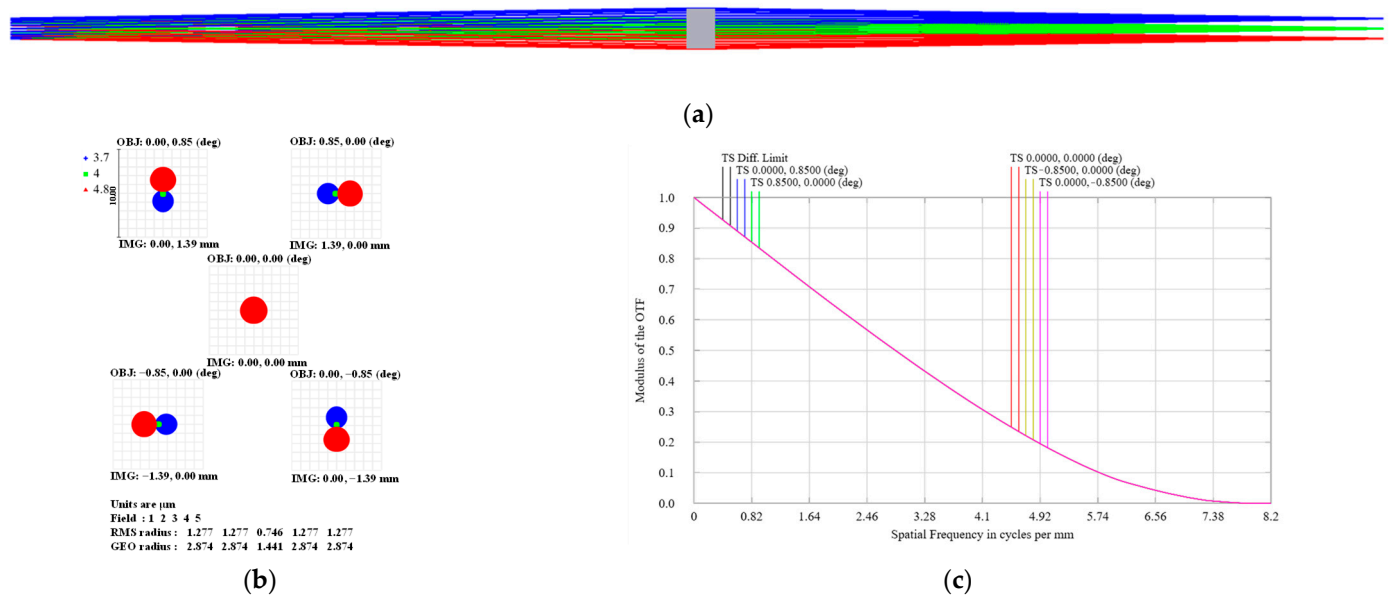 (a)
OBJ: 0.00, 0.85 (deg)
OBJ: 0.85, 0.00 (deg)
3.7
4
4.8
10.00
IMG: 0.00, 1.39 mm
IMG: 1.39, 0.00 mm
OBJ: 0.00, 0.00 (deg)
IMG: 0.00, 0.00 mm
OBJ: −0.85, 0.00 (deg)
OBJ: 0.00, −0.85 (deg)
IMG: −1.39, 0.00 mm
IMG: 0.00, −1.39 mm
Units are µm
Field : 1 2 3 4 5
RMS radius : 1.277 1.277 0.746 1.277 1.277
GEO radius : 2.874 2.874 1.441 2.874 2.874
(b)
TS Diff. Limit
TS 0.0000, 0.8500 (deg)
TS 0.8500, 0.0000 (deg)
TS 0.0000, 0.0000 (deg)
TS −0.8500, 0.0000 (deg)
TS 0.0000, −0.8500 (deg)
1.0
0.9
0.8
0.7
0.6
0.5
0.4
0.3
0.2
0.1
0.0
Modulus of the OTF
0 0.82 1.64 2.46 3.28 4.1 4.92 5.74 6.56 7.38 8.2
Spatial Frequency in cycles per mm
(c)